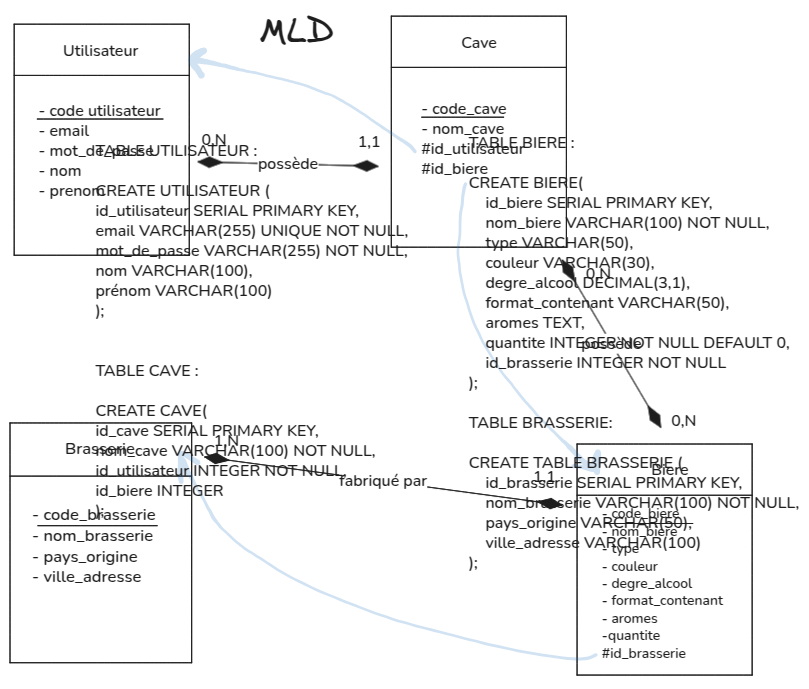 MLD
Utilisateur
- code utilisateur
- email
- mot_de_passe
- nom
- prenom
0,N
possède
1,1
Cave
- code_cave
- nom_cave
#id_utilisateur
#id_biere
TABLE UTILISATEUR :
CREATE UTILISATEUR (
id_utilisateur SERIAL PRIMARY KEY,
email VARCHAR(255) UNIQUE NOT NULL,
mot_de_passe VARCHAR(255) NOT NULL,
nom VARCHAR(100),
prénom VARCHAR(100)
);
TABLE CAVE :
CREATE CAVE(
id_cave SERIAL PRIMARY KEY,
nom_cave VARCHAR(100) NOT NULL,
id_utilisateur INTEGER NOT NULL,
id_biere INTEGER
);
TABLE BIERE :
CREATE BIERE(
id_biere SERIAL PRIMARY KEY,
nom_biere VARCHAR(100) NOT NULL,
type VARCHAR(50),
couleur VARCHAR(30),
degre_alcool DECIMAL(3,1),
format_contenant VARCHAR(50),
aromes TEXT,
quantite INTEGER NOT NULL DEFAULT 0,
id_brasserie INTEGER NOT NULL
);
0,N
possède
0,N
TABLE BRASSERIE:
CREATE TABLE BRASSERIE (
id_brasserie SERIAL PRIMARY KEY,
nom_brasserie VARCHAR(100) NOT NULL,
pays_origine VARCHAR(50),
ville_adresse VARCHAR(100)
);
Brasserie
- code_brasserie
- nom_brasserie
- pays_origine
- ville_adresse
1,N
fabriqué par
1,1
Biere
- code_biere
- nom_biere
- type
- couleur
- degre_alcool
- format_contenant
- aromes
-quantite
#id_brasserie